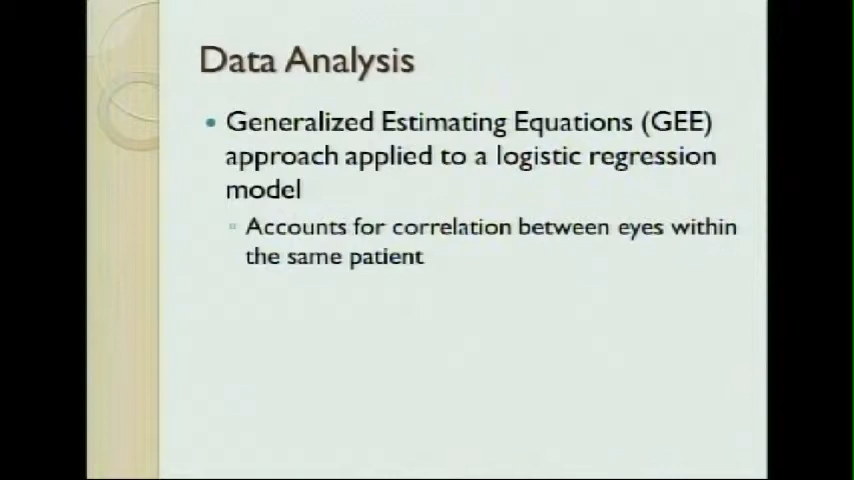 Data Analysis
Generalized Estimating Equations (GEE)
approach applied to a logistic regression
model
Accounts for correlation between eyes within
the same patient